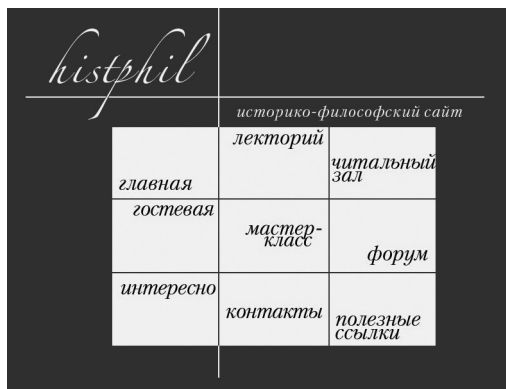 histphil
историко-философский сайт
главная
лекторий
читальный
зал
гостевая
мастер-
класс
форум
интересно
контакты
полезные
ссылки